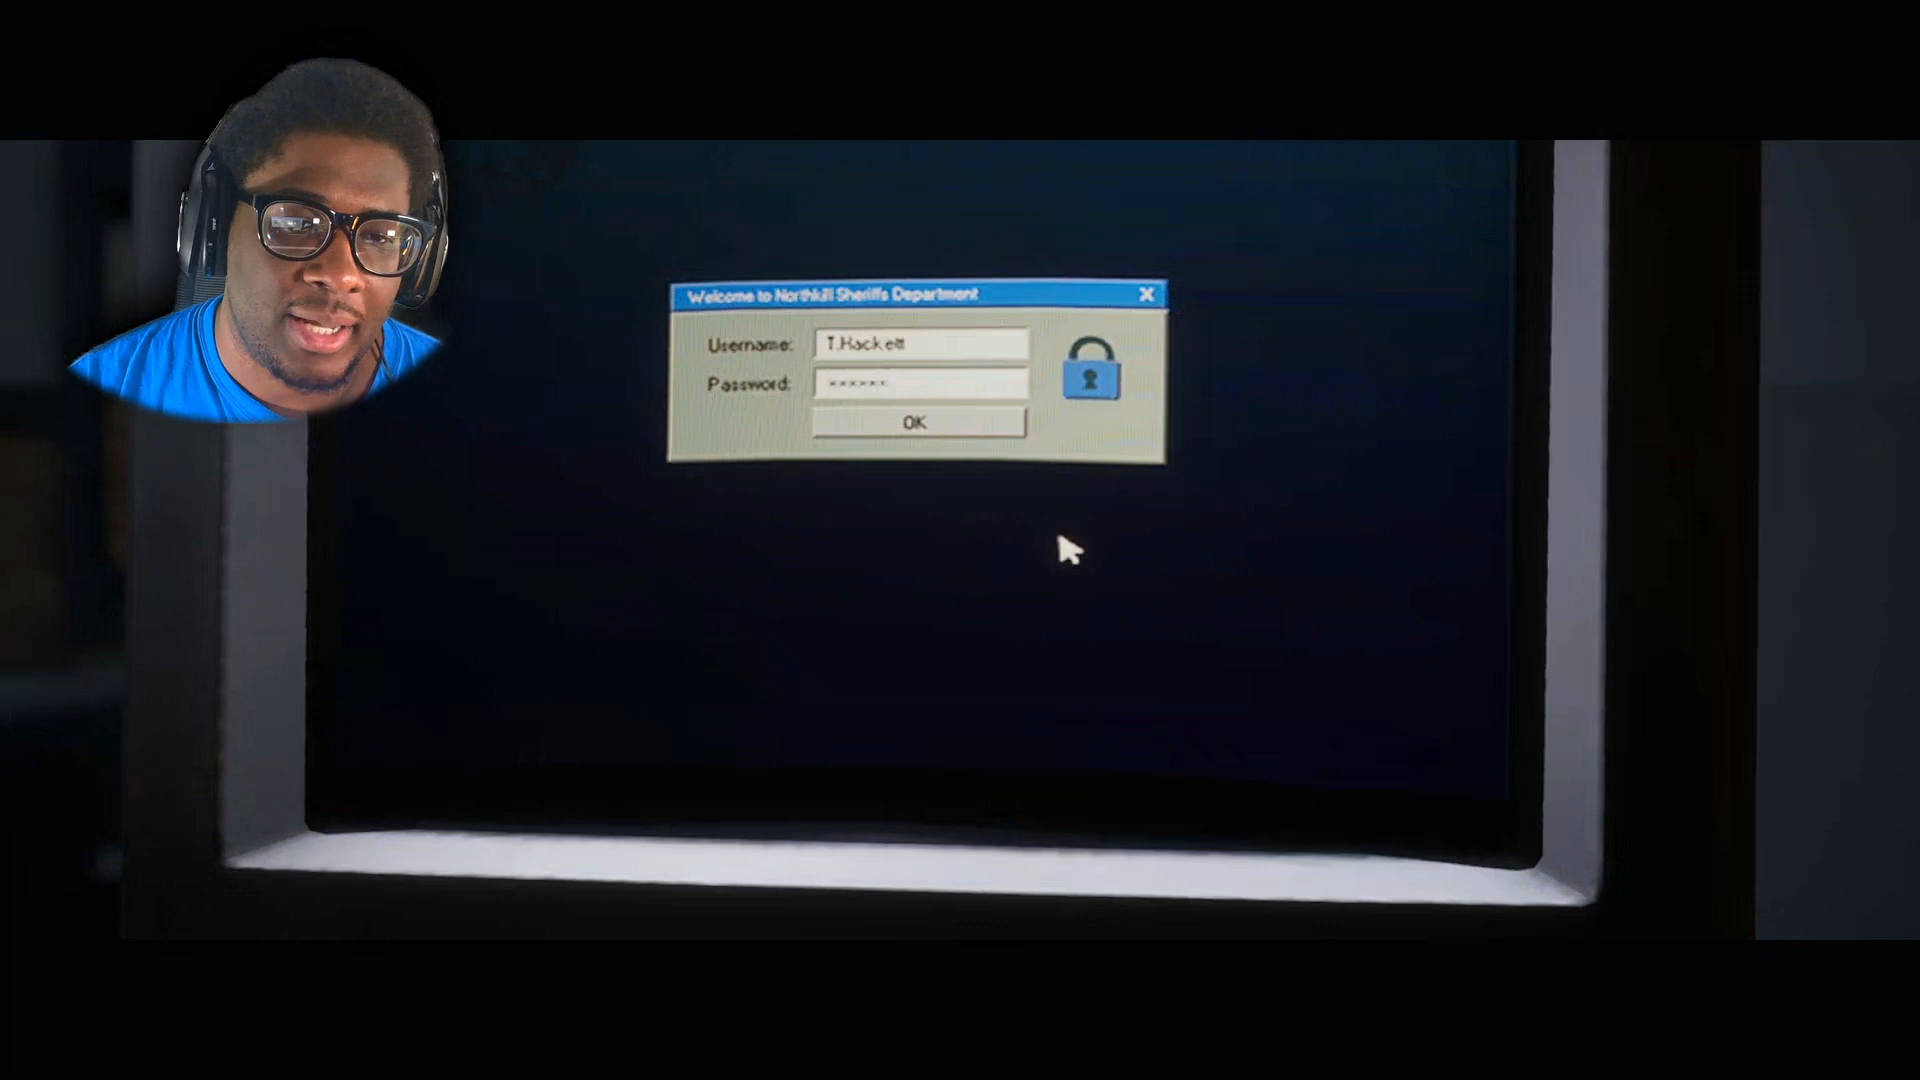 Welcome to Northkill Sheriffs Department
Username: T.Hackett
Password: ××××××
OK